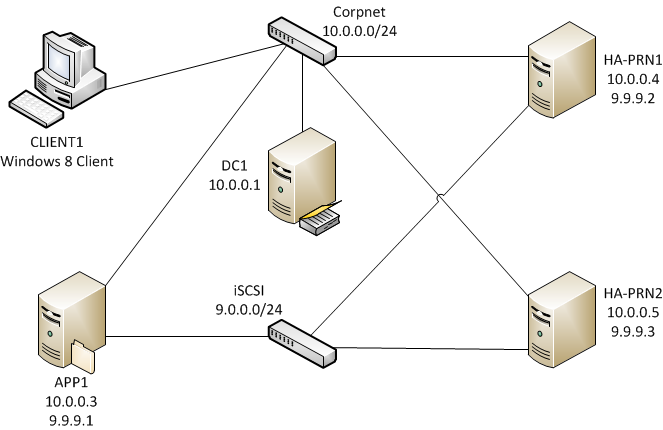 Corpnet
10.0.0.0/24
HA-PRN1
10.0.0.4
9.9.9.2
CLIENT1
Windows 8 Client
DC1
10.0.0.1
iSCSI
9.0.0.0/24
HA-PRN2
10.0.0.5
9.9.9.3
APP1
10.0.0.3
9.9.9.1